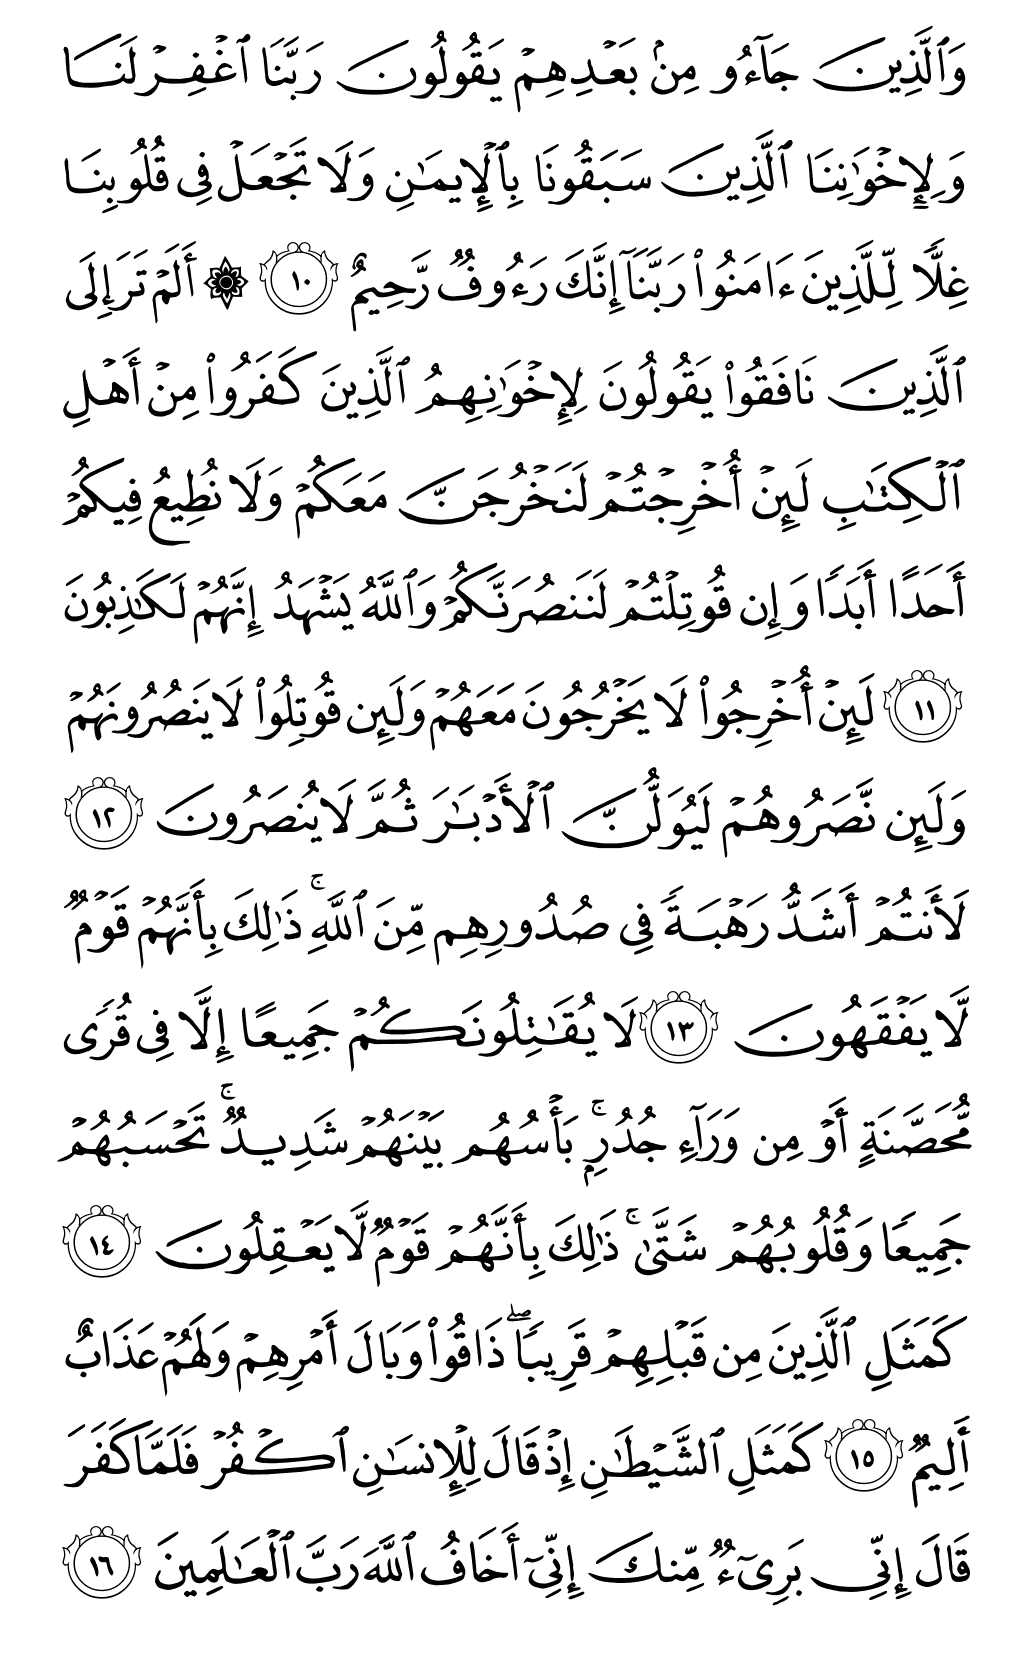 وَٱلَّذِينَ جَآءُو مِنۢ بَعۡدِهِمۡ يَقُولُونَ رَبَّنَا ٱغۡفِرۡ لَنَا
وَلِإِخۡوَٰنِنَا ٱلَّذِينَ سَبَقُونَا بِٱلۡإِيمَٰنِ وَلَا تَجۡعَلۡ فِي قُلُوبِنَا
غِلّٗا لِّلَّذِينَ ءَامَنُواْ رَبَّنَآ إِنَّكَ رَءُوفٞ رَّحِيمٌ ١٠ ۞ أَلَمۡ تَرَ إِلَى
ٱلَّذِينَ نَافَقُواْ يَقُولُونَ لِإِخۡوَٰنِهِمُ ٱلَّذِينَ كَفَرُواْ مِنۡ أَهۡلِ
ٱلۡكِتَٰبِ لَئِنۡ أُخۡرِجۡتُمۡ لَنَخۡرُجَنَّ مَعَكُمۡ وَلَا نُطِيعُ فِيكُمۡ
أَحَدًا أَبَدٗا وَإِن قُوتِلۡتُمۡ لَنَنصُرَنَّكُمۡ وَٱللَّهُ يَشۡهَدُ إِنَّهُمۡ لَكَٰذِبُونَ
١١ لَئِنۡ أُخۡرِجُواْ لَا يَخۡرُجُونَ مَعَهُمۡ وَلَئِن قُوتِلُواْ لَا يَنصُرُونَهُمۡ
وَلَئِن نَّصَرُوهُمۡ لَيُوَلُّنَّ ٱلۡأَدۡبَٰرَ ثُمَّ لَا يُنصَرُونَ ١٢
لَأَنتُمۡ أَشَدُّ رَهۡبَةٗ فِي صُدُورِهِم مِّنَ ٱللَّهِۚ ذَٰلِكَ بِأَنَّهُمۡ قَوۡمٞ
لَّا يَفۡقَهُونَ ١٣ لَا يُقَٰتِلُونَكُمۡ جَمِيعًا إِلَّا فِي قُرٗى
مُّحَصَّنَةٍ أَوۡ مِن وَرَآءِ جُدُرِۭۚ بَأۡسُهُم بَيۡنَهُمۡ شَدِيدٞۚ تَحۡسَبُهُمۡ
جَمِيعٗا وَقُلُوبُهُمۡ شَتَّىٰۚ ذَٰلِكَ بِأَنَّهُمۡ قَوۡمٞ لَّا يَعۡقِلُونَ ١٤
كَمَثَلِ ٱلَّذِينَ مِن قَبۡلِهِمۡ قَرِيبٗاۖ ذَاقُواْ وَبَالَ أَمۡرِهِمۡ وَلَهُمۡ عَذَابٌ
أَلِيمٞ ١٥ كَمَثَلِ ٱلشَّيۡطَٰنِ إِذۡ قَالَ لِلۡإِنسَٰنِ ٱكۡفُرۡ فَلَمَّا كَفَرَ
قَالَ إِنِّي بَرِيٓءٞ مِّنكَ إِنِّيٓ أَخَافُ ٱللَّهَ رَبَّ ٱلۡعَٰلَمِينَ ١٦